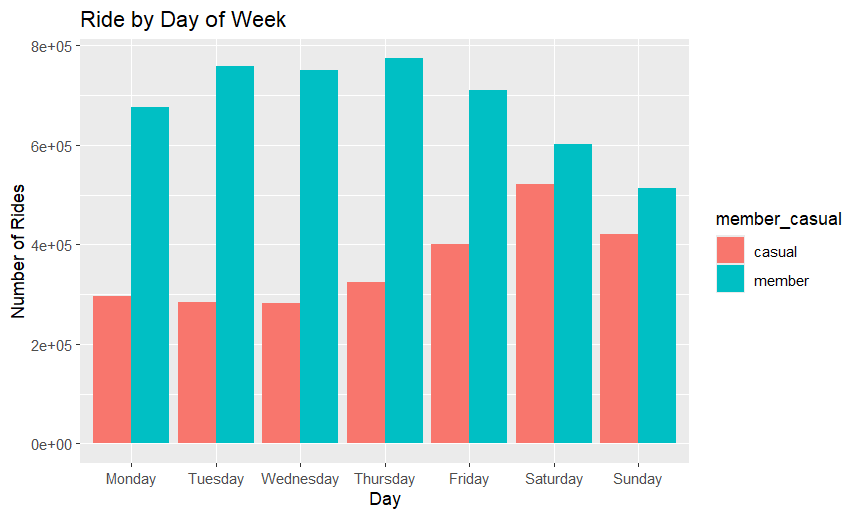 Ride by Day of Week
Number of Rides
8e+05
6e+05
4e+05
2e+05
0e+00
Monday Tuesday Wednesday Thursday Friday Saturday Sunday
Day
member_casual
casual
member